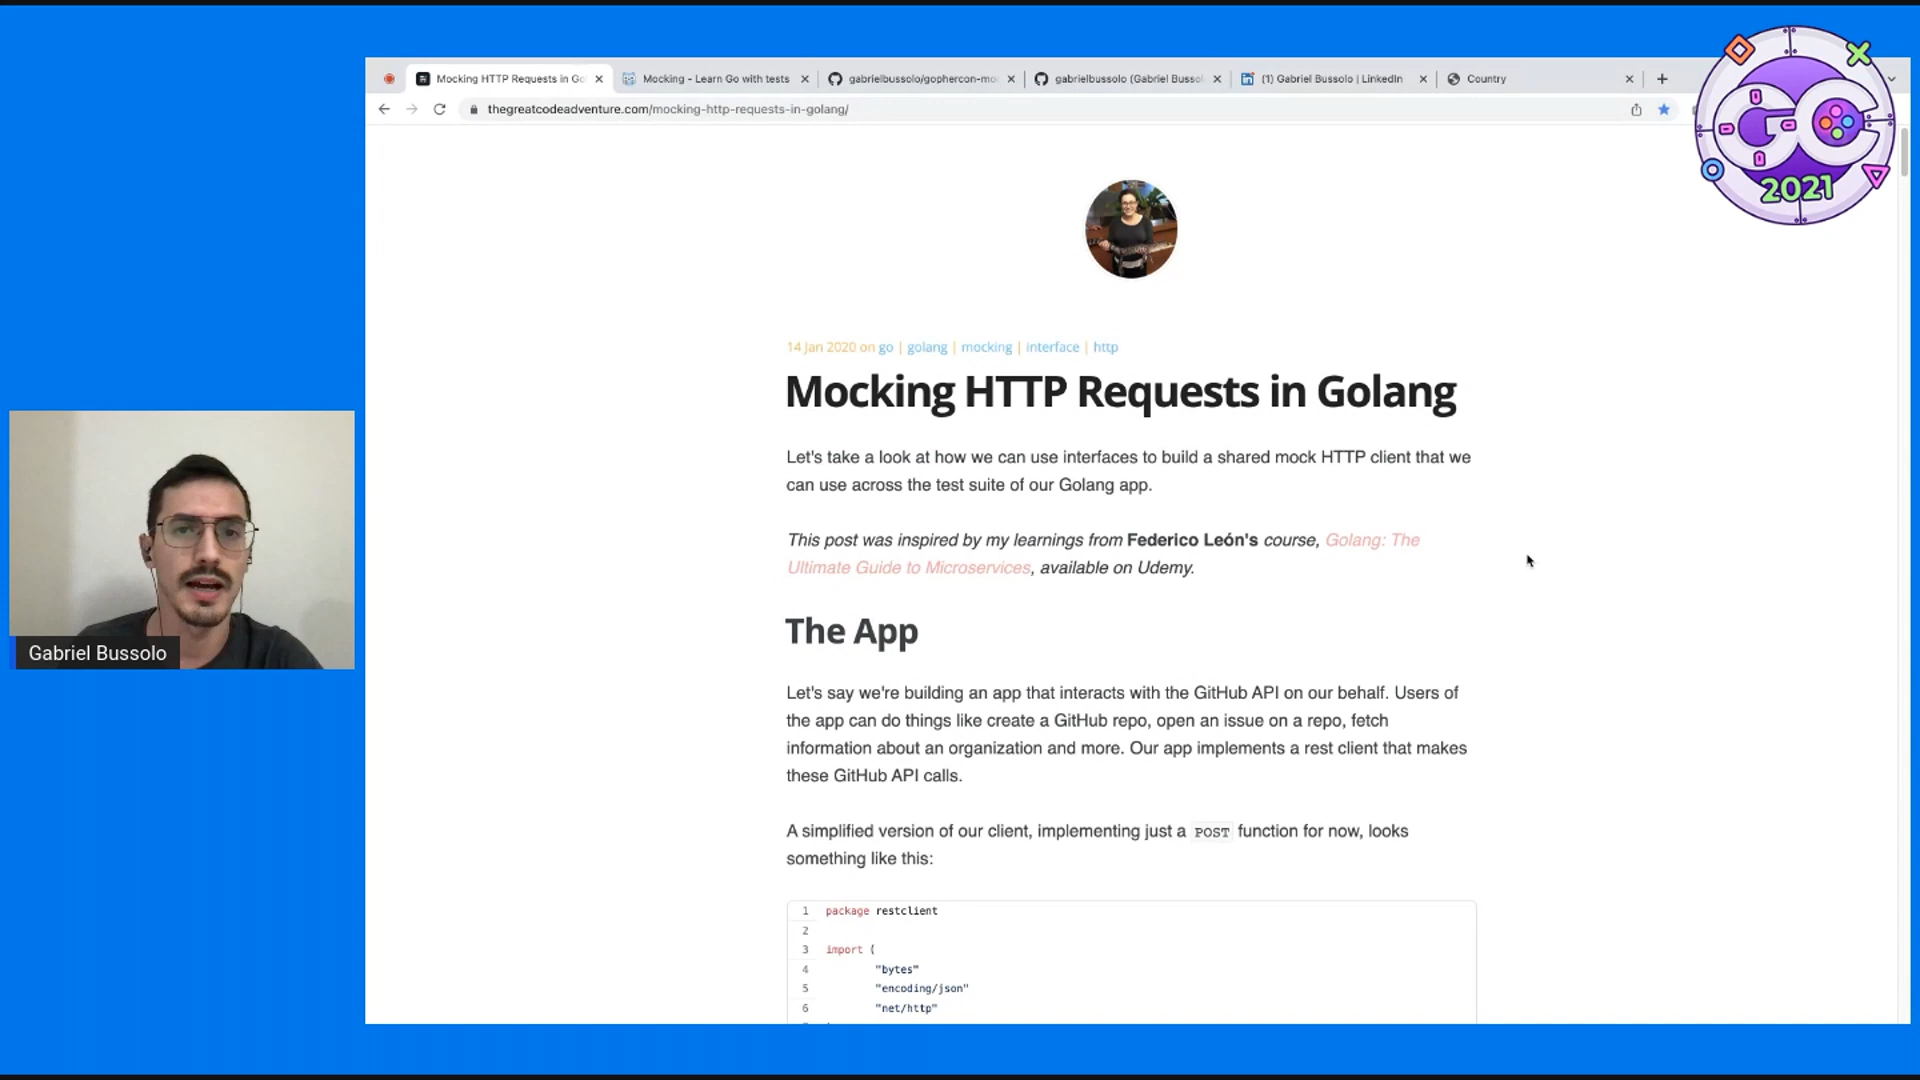 Mocking HTTP Requests in Go
Mocking - Learn Go with tests
gabrielbussolo/gophercon-mo
gabrielbussolo (Gabriel Bussol
(1) Gabriel Bussolo | LinkedIn
Country
thegreatcodeadventure.com/mocking-http-requests-in-golang/
GC
2021
14 Jan 2020 on go | golang | mocking | interface | http
Mocking HTTP Requests in Golang
Let's take a look at how we can use interfaces to build a shared mock HTTP client that we
can use across the test suite of our Golang app.
This post was inspired by my learnings from Federico León's course, Golang: The
Ultimate Guide to Microservices, available on Udemy.
The App
Let's say we're building an app that interacts with the GitHub API on our behalf. Users of
the app can do things like create a GitHub repo, open an issue on a repo, fetch
information about an organization and more. Our app implements a rest client that makes
these GitHub API calls.
A simplified version of our client, implementing just a POST function for now, looks
something like this:
1 package restclient
2
3 import (
4 "bytes"
5 "encoding/json"
6 "net/http"
Gabriel Bussolo